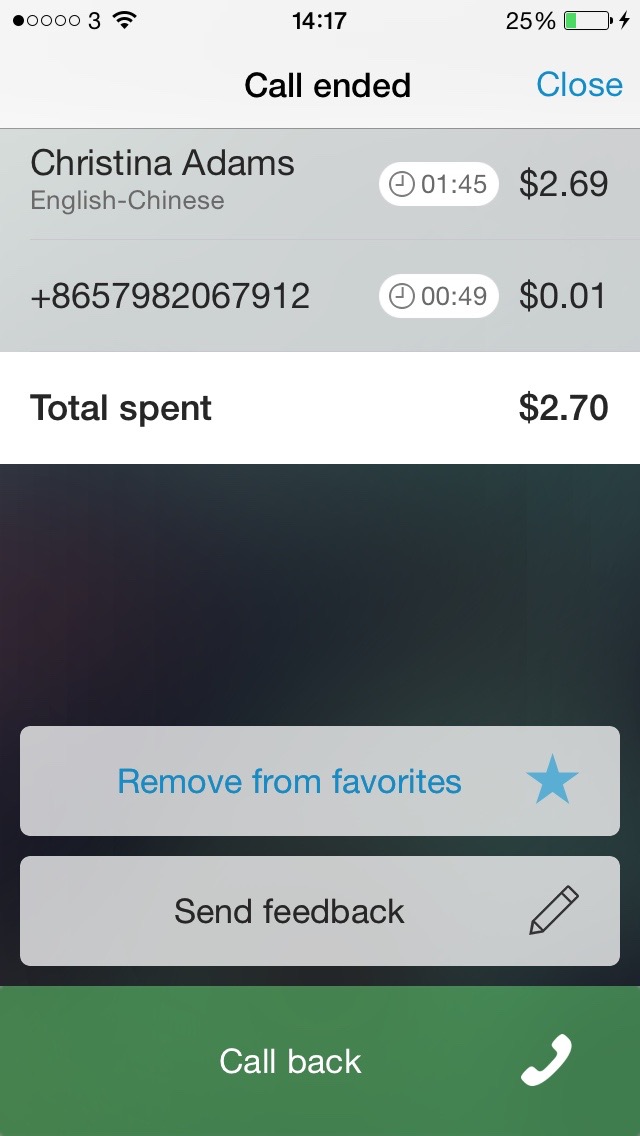 3 14:17 25%
Call ended Close
Christina Adams 01:45 $2.69
English-Chinese
+8657982067912 00:49 $0.01
Total spent $2.70
Remove from favorites
Send feedback
Call back